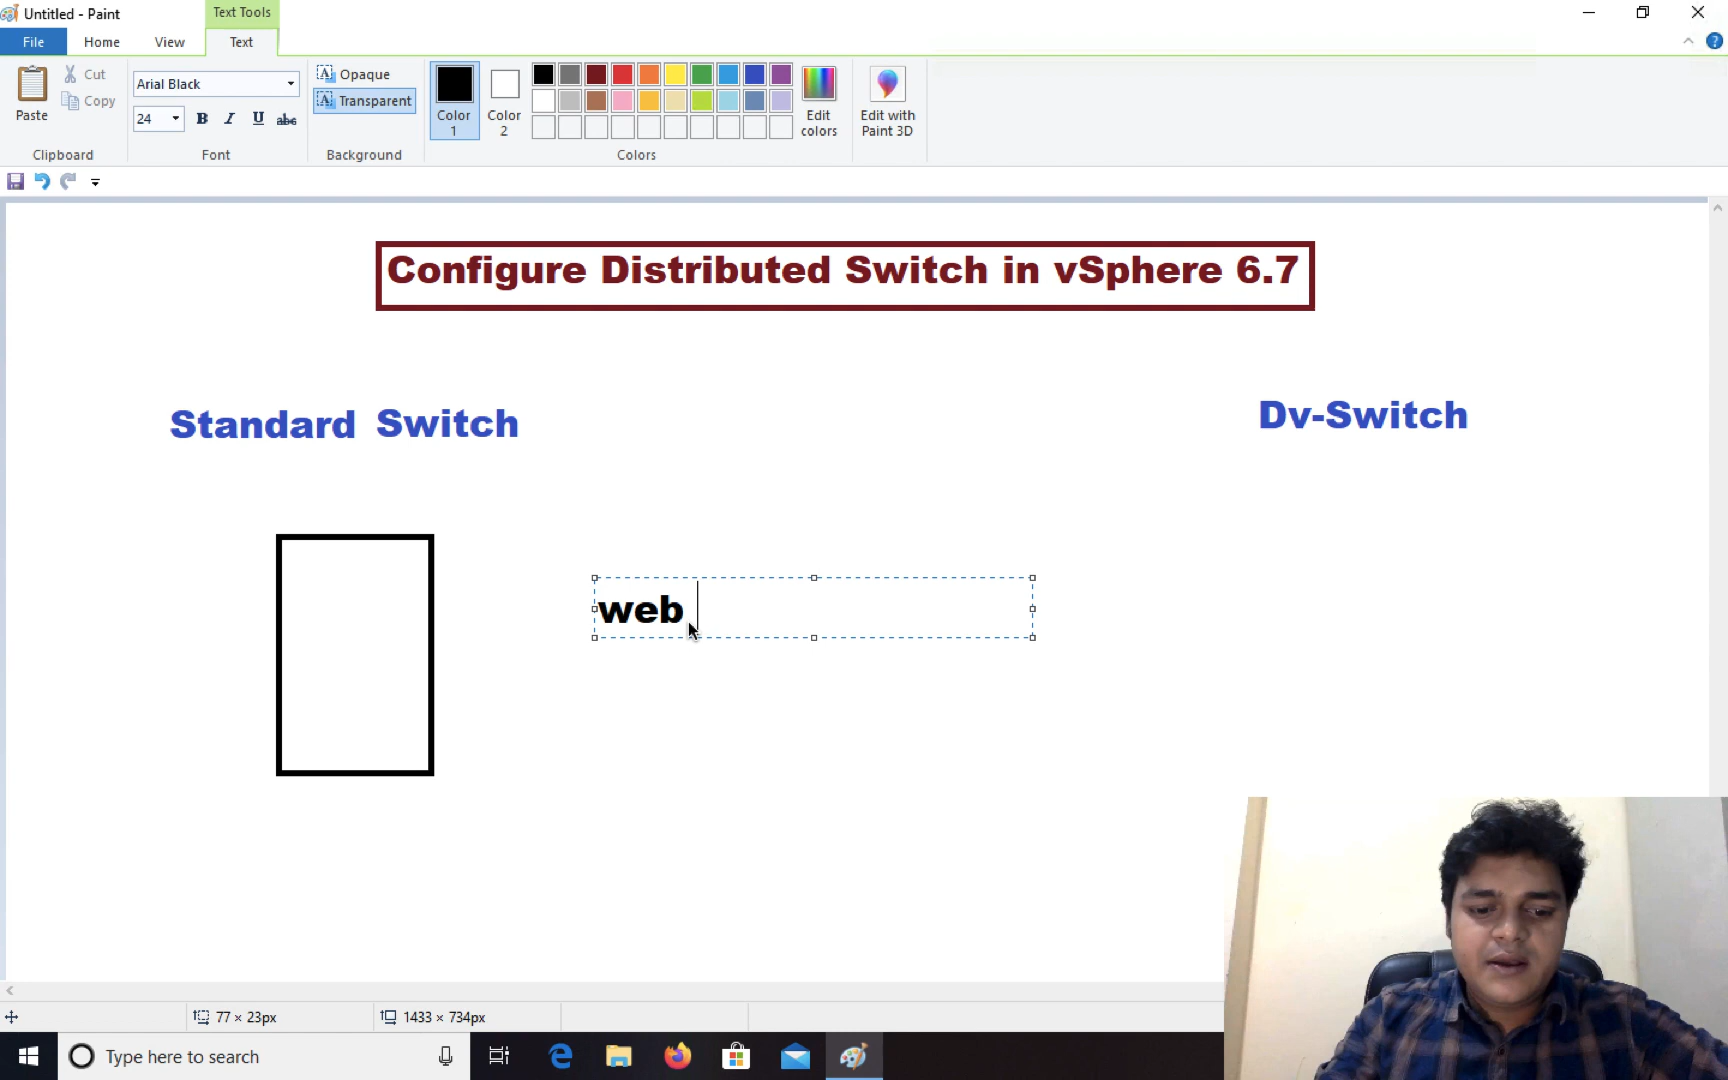 Untitled - Paint
Text Tools
File
Home
View
Text
Paste
Cut
Copy
Clipboard
Arial Black
24
B
I
U
abc
Font
Opaque
Transparent
Background
Color
1
Color
2
Colors
Edit
colors
Edit with
Paint 3D
Configure Distributed Switch in vSphere 6.7
Standard Switch
Dv-Switch
web
77 × 23px
1433 × 734px
Type here to search